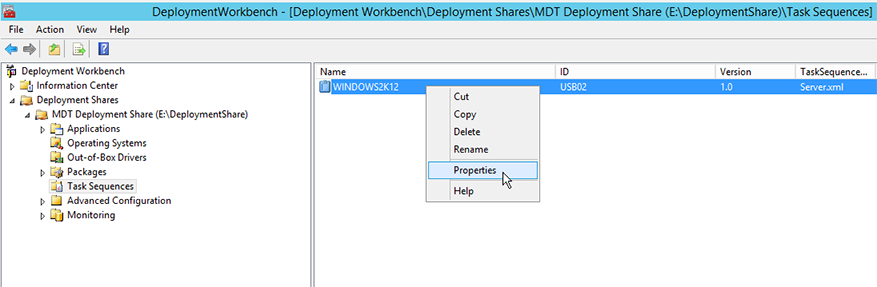 DeploymentWorkbench - [Deployment Workbench\Deployment Shares\MDT Deployment Share (E:\DeploymentShare)\Task Sequences]
File Action View Help
Deployment Workbench
Information Center
Deployment Shares
MDT Deployment Share (E:\DeploymentShare)
Applications
Operating Systems
Out-of-Box Drivers
Packages
Task Sequences
Advanced Configuration
Monitoring
Name ID Version TaskSequence...
WINDOWS2K12 USB02 1.0 Server.xml
Cut
Copy
Delete
Rename
Properties
Help